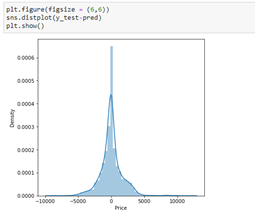 plt.figure(figsize = (6,6))
sns.distplot(y_test-pred)
plt.show()
0.0006
0.0005
0.0004
0.0003
0.0002
0.0001
0.0000
Density
−10000
−5000
0
5000
10000
Price